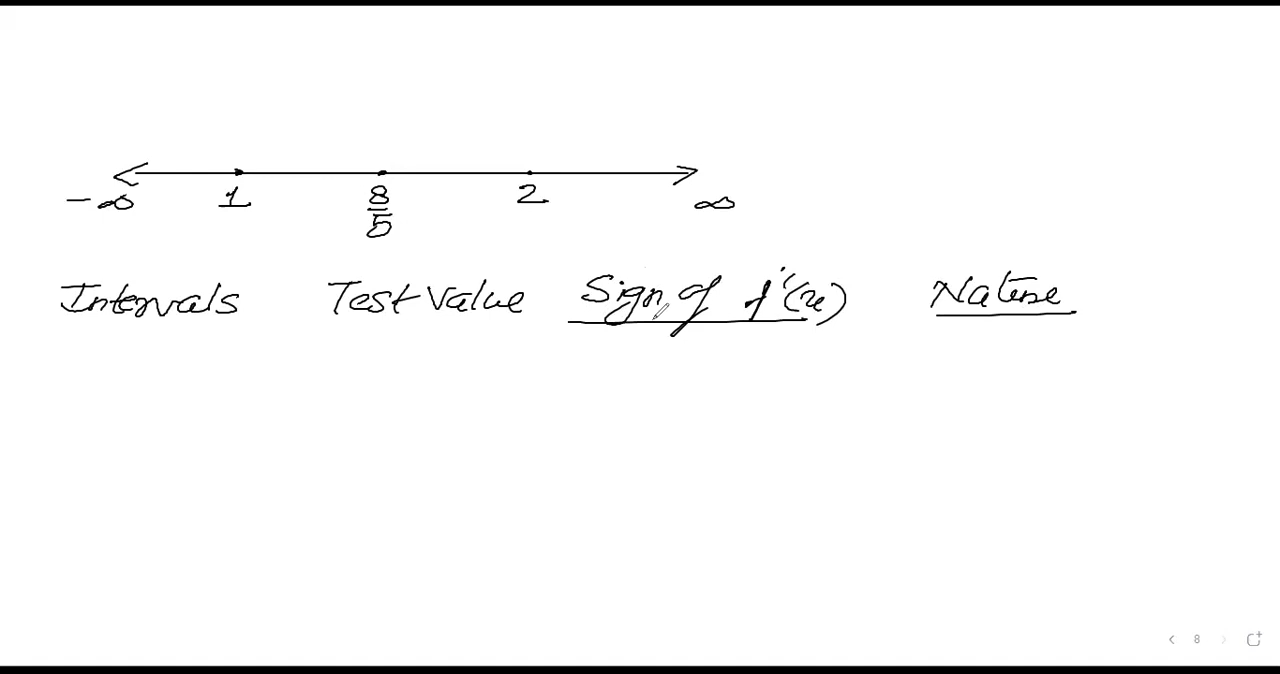 -∞ 1 8/5 2 ∞
Intervals Test Value Sign of f'(x) Nature
8